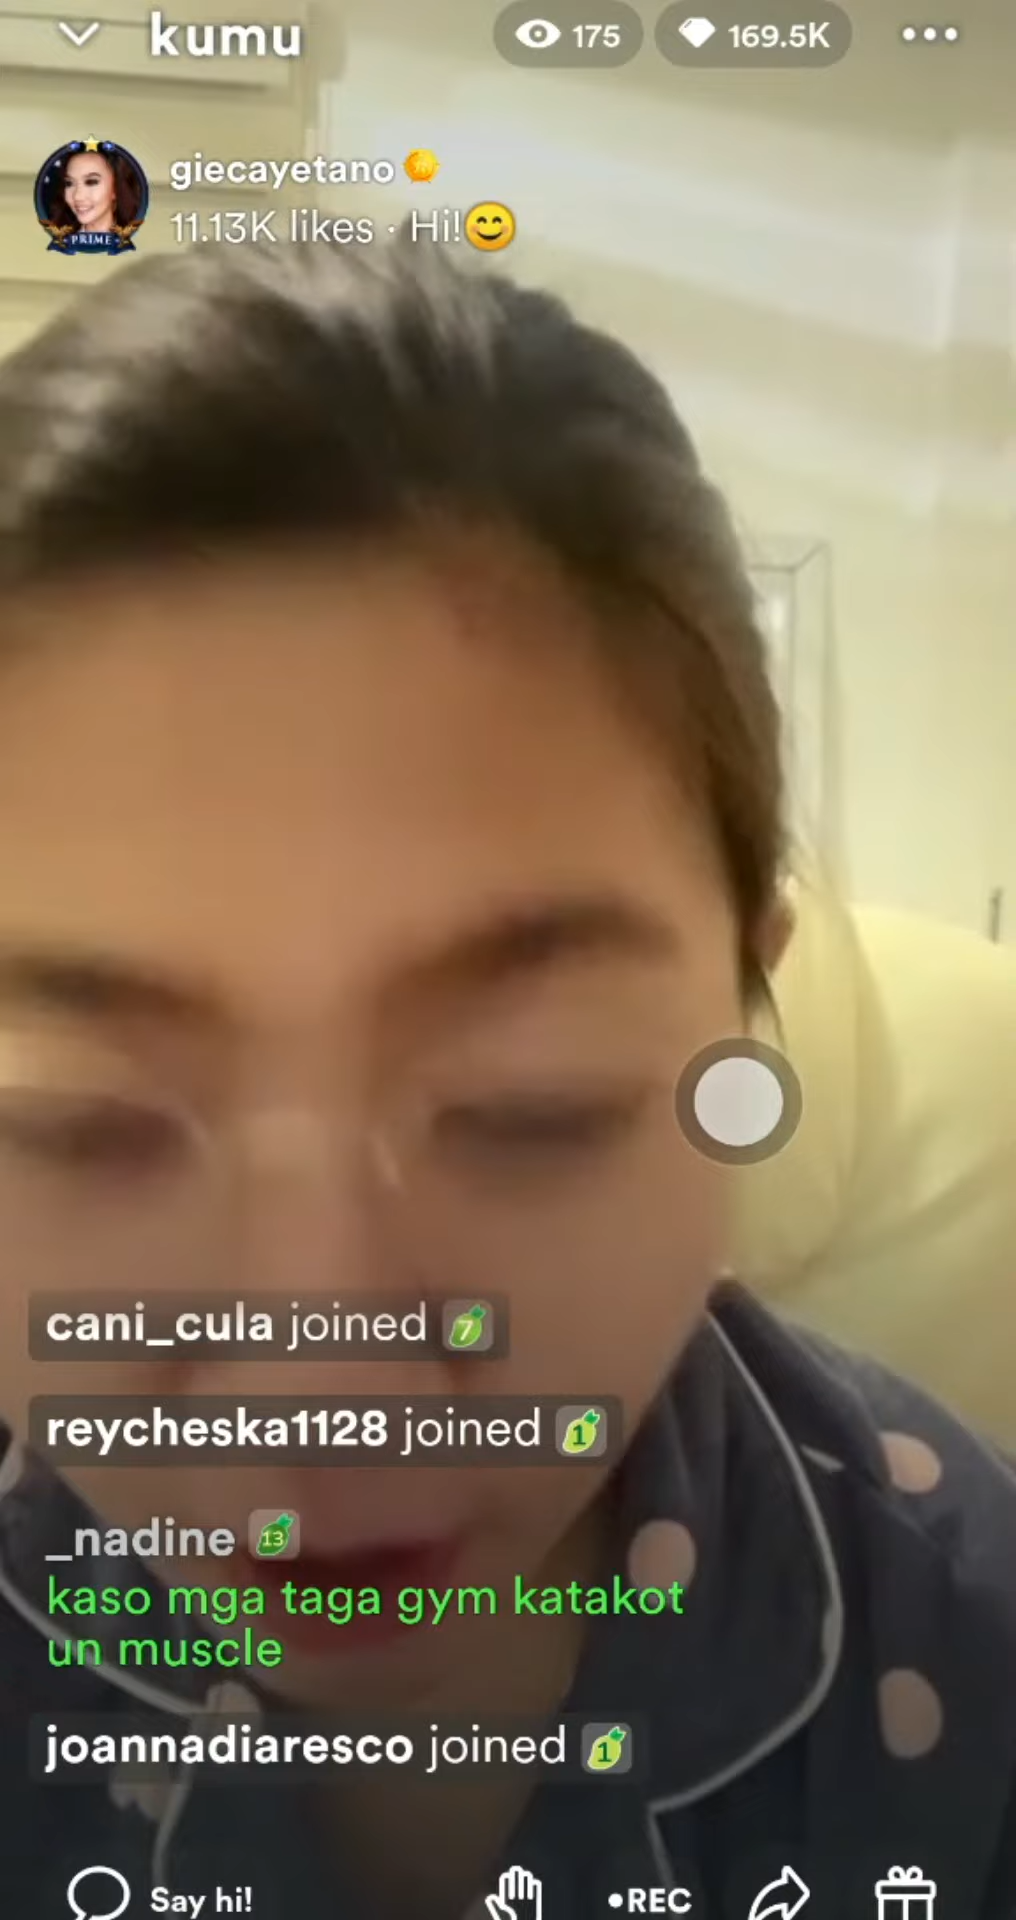 kumu 175 169.5K
giecayetano
11.13K likes · Hi!
PRIME
cani_cula joined 7
reycheska1128 joined 1
_nadine 13
kaso mga taga gym katakot
un muscle
joannadiaresco joined 1
Say hi! •REC